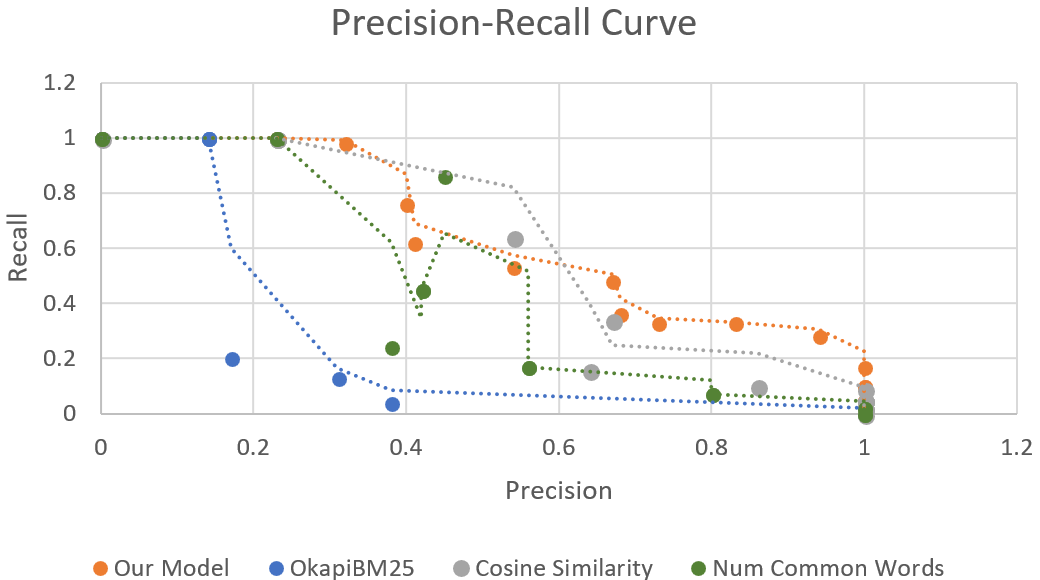 Precision-Recall Curve
1.2
1
0.8
0.6
0.4
0.2
0
Recall
0 0.2 0.4 0.6 0.8 1 1.2
Precision
Our Model OkapiBM25 Cosine Similarity Num Common Words